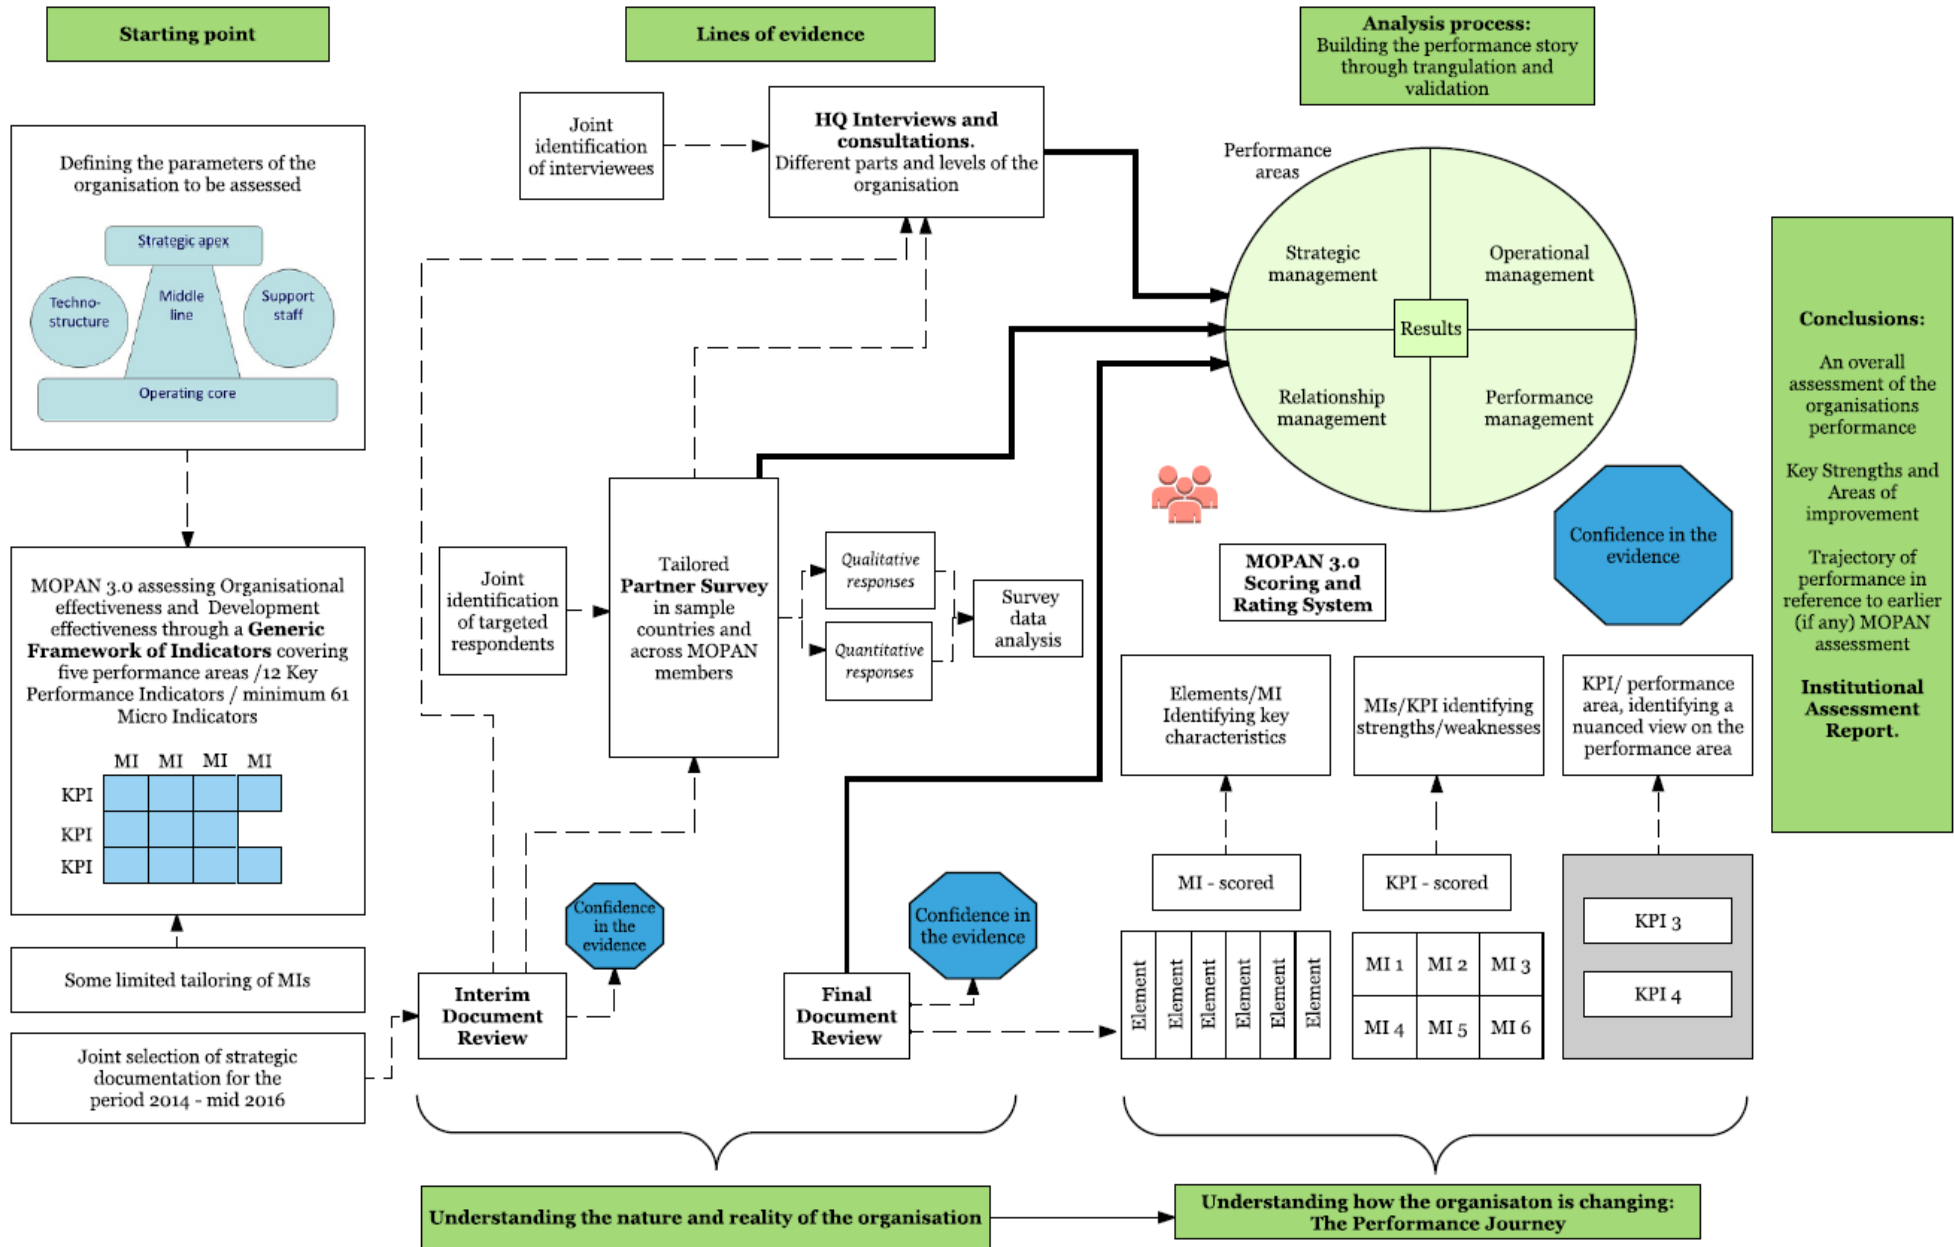 Starting point
Lines of evidence
Analysis process:
Building the performance story
through trangulation and
validation
Defining the parameters of the
organisation to be assessed
Strategic apex
Techno-
structure
Middle
line
Support
staff
Operating core
MOPAN 3.0 assessing Organisational
effectiveness and Development
effectiveness through a Generic
Framework of Indicators covering
five performance areas /12 Key
Performance Indicators / minimum 61
Micro Indicators
MI MI MI MI
KPI
KPI
KPI
Some limited tailoring of MIs
Joint selection of strategic
documentation for the
period 2014 - mid 2016
Joint
identification
of interviewees
HQ Interviews and
consultations.
Different parts and levels of the
organisation
Joint
identification
of targeted
respondents
Tailored
Partner Survey
in sample
countries and
across MOPAN
members
Qualitative
responses
Quantitative
responses
Survey
data
analysis
Interim
Document
Review
Confidence
in the
evidence
Final
Document
Review
Confidence in
the evidence
Performance
areas
Strategic
management
Operational
management
Results
Relationship
management
Performance
management
MOPAN 3.0
Scoring and
Rating System
Confidence in the
evidence
Elements/MI
Identifying key
characteristics
MIs/KPI identifying
strengths/weaknesses
KPI/ performance
area, identifying a
nuanced view on the
performance area
MI - scored
KPI - scored
Element
Element
Element
Element
Element
Element
MI 1 MI 2 MI 3
MI 4 MI 5 MI 6
KPI 3
KPI 4
Conclusions:
An overall
assessment of the
organisations
performance
Key Strengths and
Areas of
improvement
Trajectory of
performance in
reference to earlier
(if any) MOPAN
assessment
Institutional
Assessment
Report.
Understanding the nature and reality of the organisation
Understanding how the organisaton is changing:
The Performance Journey